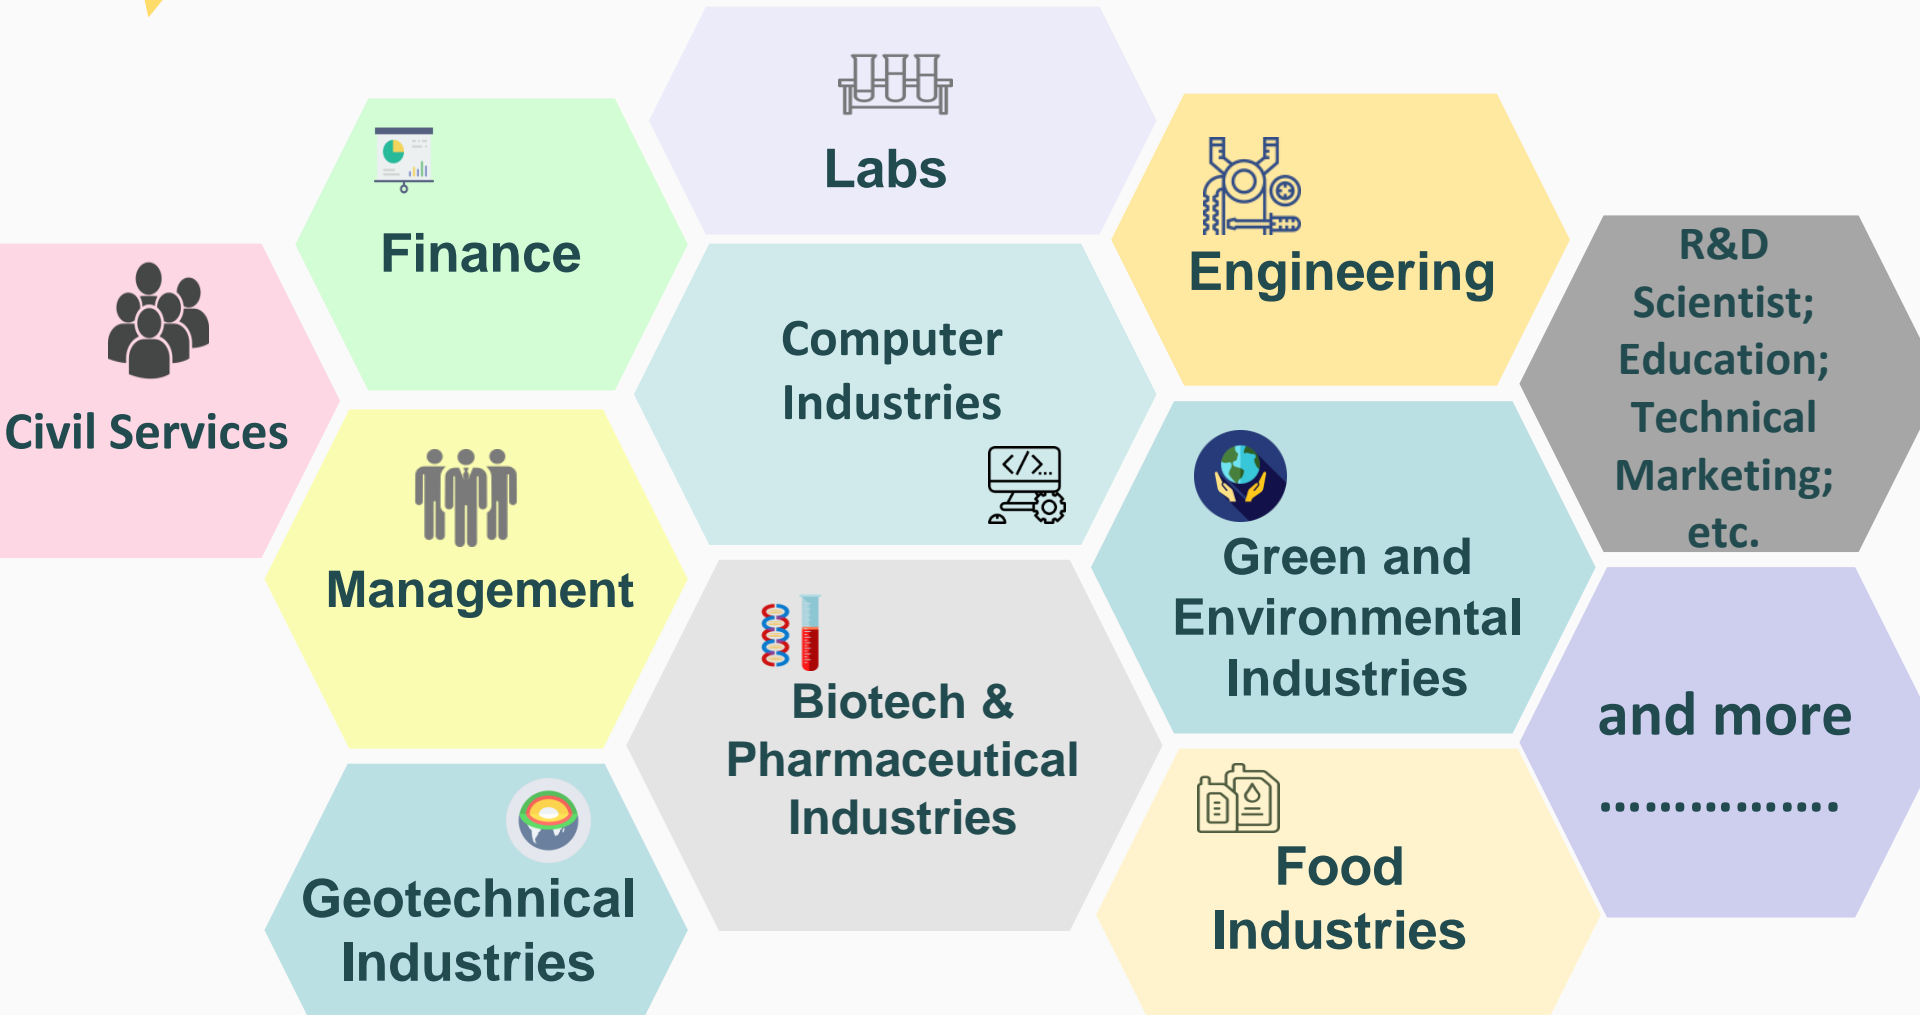 Labs
Finance
Engineering
R&D
Scientist;
Education;
Technical
Marketing;
etc.
Civil Services
Computer
Industries
</>...
Management
Green and
Environmental
Industries
Biotech &
Pharmaceutical
Industries
and more
................
Geotechnical
Industries
Food
Industries